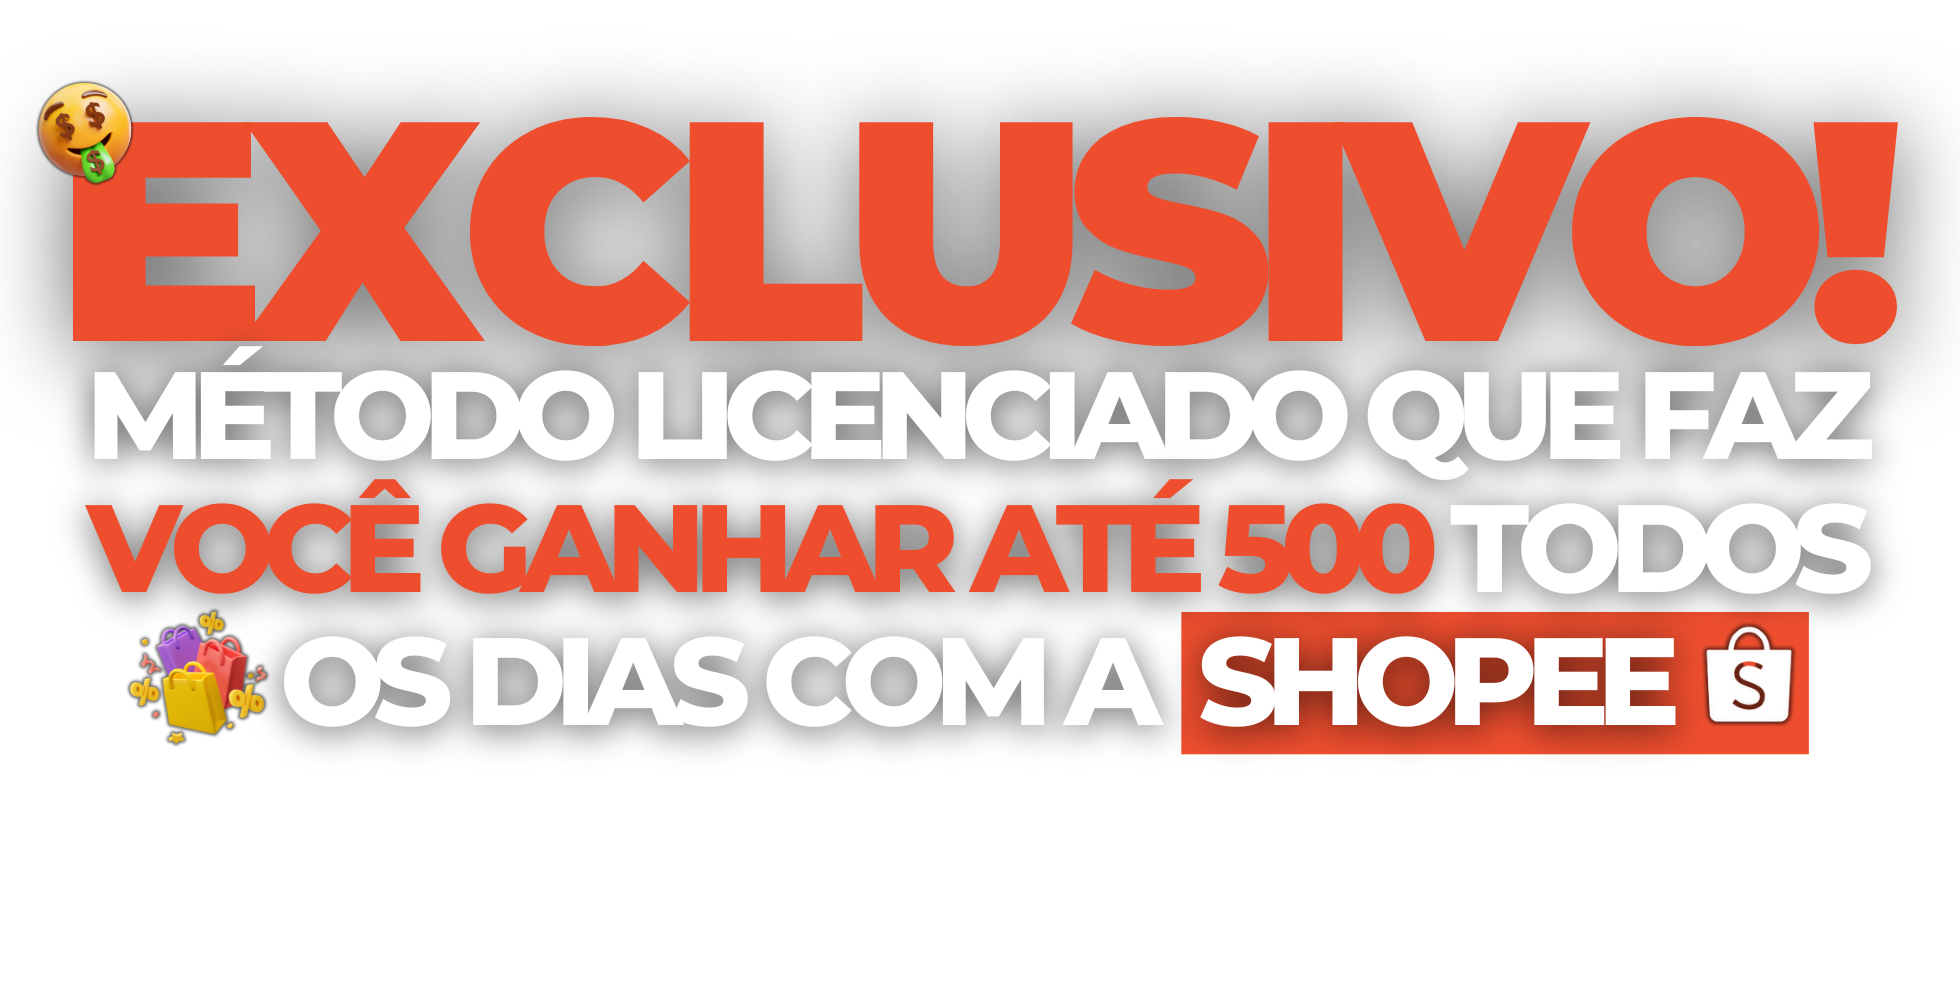 EXCLUSIVO!
MÉTODO LICENCIADO QUE FAZ
VOCÊ GANHAR ATÉ 500 TODOS
OS DIAS COM A SHOPEE